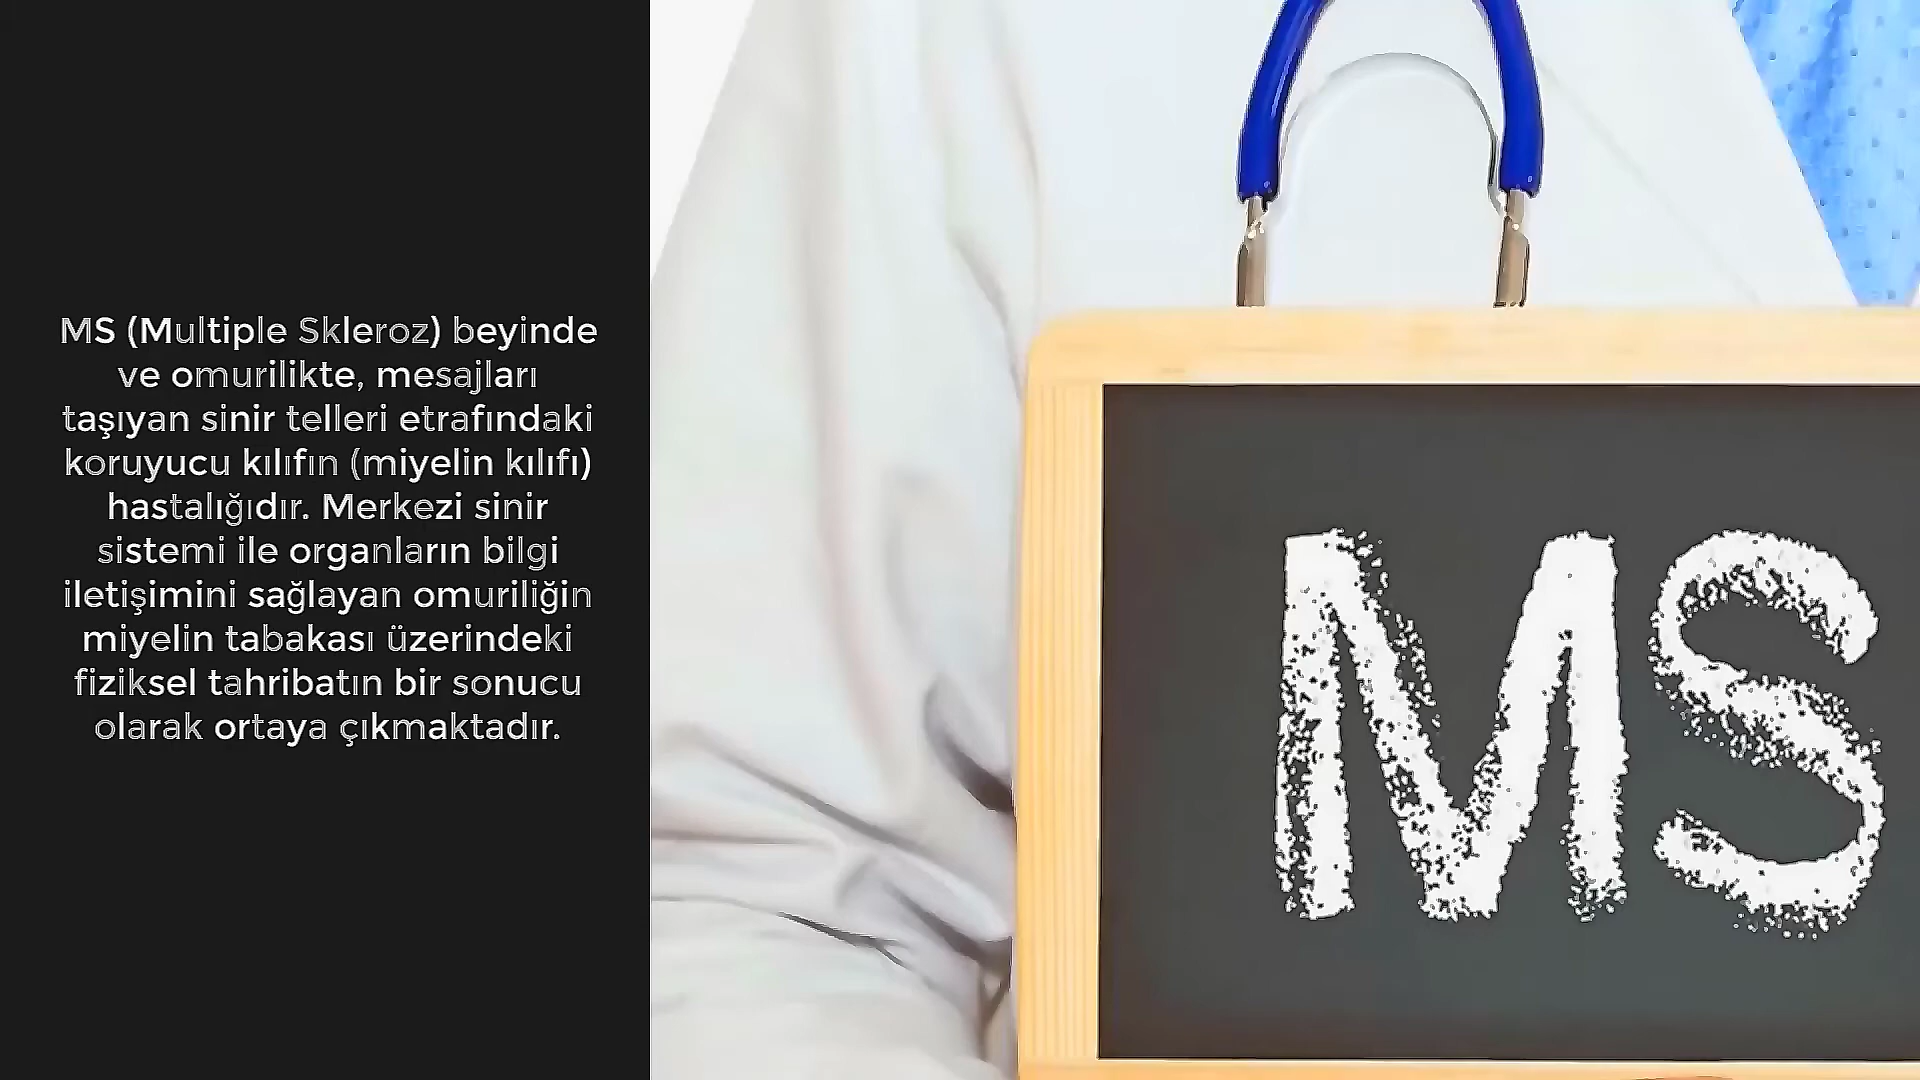 MS (Multiple Skleroz) beyinde
ve omurilikte, mesajları
taşıyan sinir telleri etrafındaki
koruyucu kılıfın (miyelin kılıfı)
hastalığıdır. Merkezi sinir
sistemi ile organların bilgi
iletişimini sağlayan omuriliğin
miyelin tabakası üzerindeki
fiziksel tahribatın bir sonucu
olarak ortaya çıkmaktadır.
MS